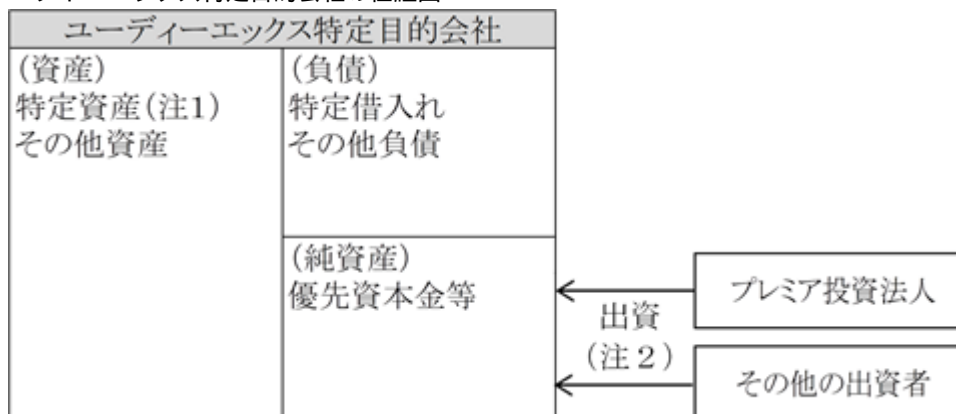 ユーディーエックス特定目的会社
(資産)
特定資産(注1)
その他資産
(負債)
特定借入れ
その他負債
(純資産)
優先資本金等
出資
(注2)
プレミア投資法人
その他の出資者